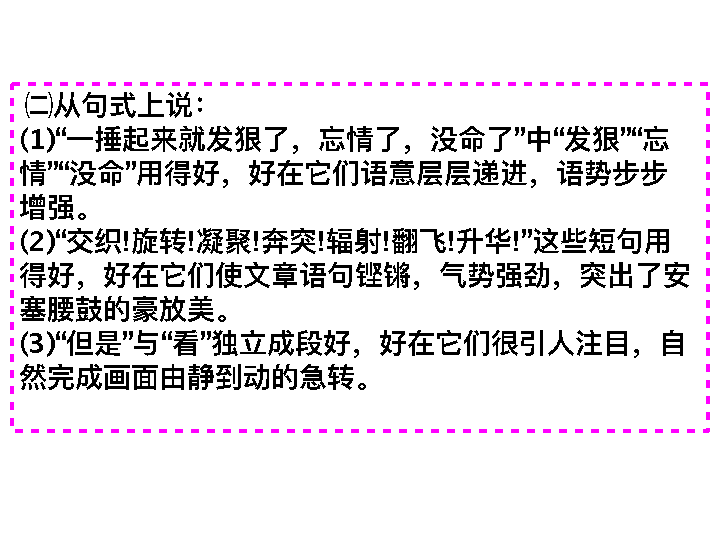 ㈡从句式上说：
(1)“一捶起来就发狠了，忘情了，没命了”中“发狠”“忘
情”“没命”用得好，好在它们语意层层递进，语势步步
增强。
(2)“交织!旋转!凝聚!奔突!辐射!翻飞!升华!”这些短句用
得好，好在它们使文章语句铿锵，气势强劲，突出了安
塞腰鼓的豪放美。
(3)“但是”与“看”独立成段好，好在它们很引人注目，自
然完成画面由静到动的急转。